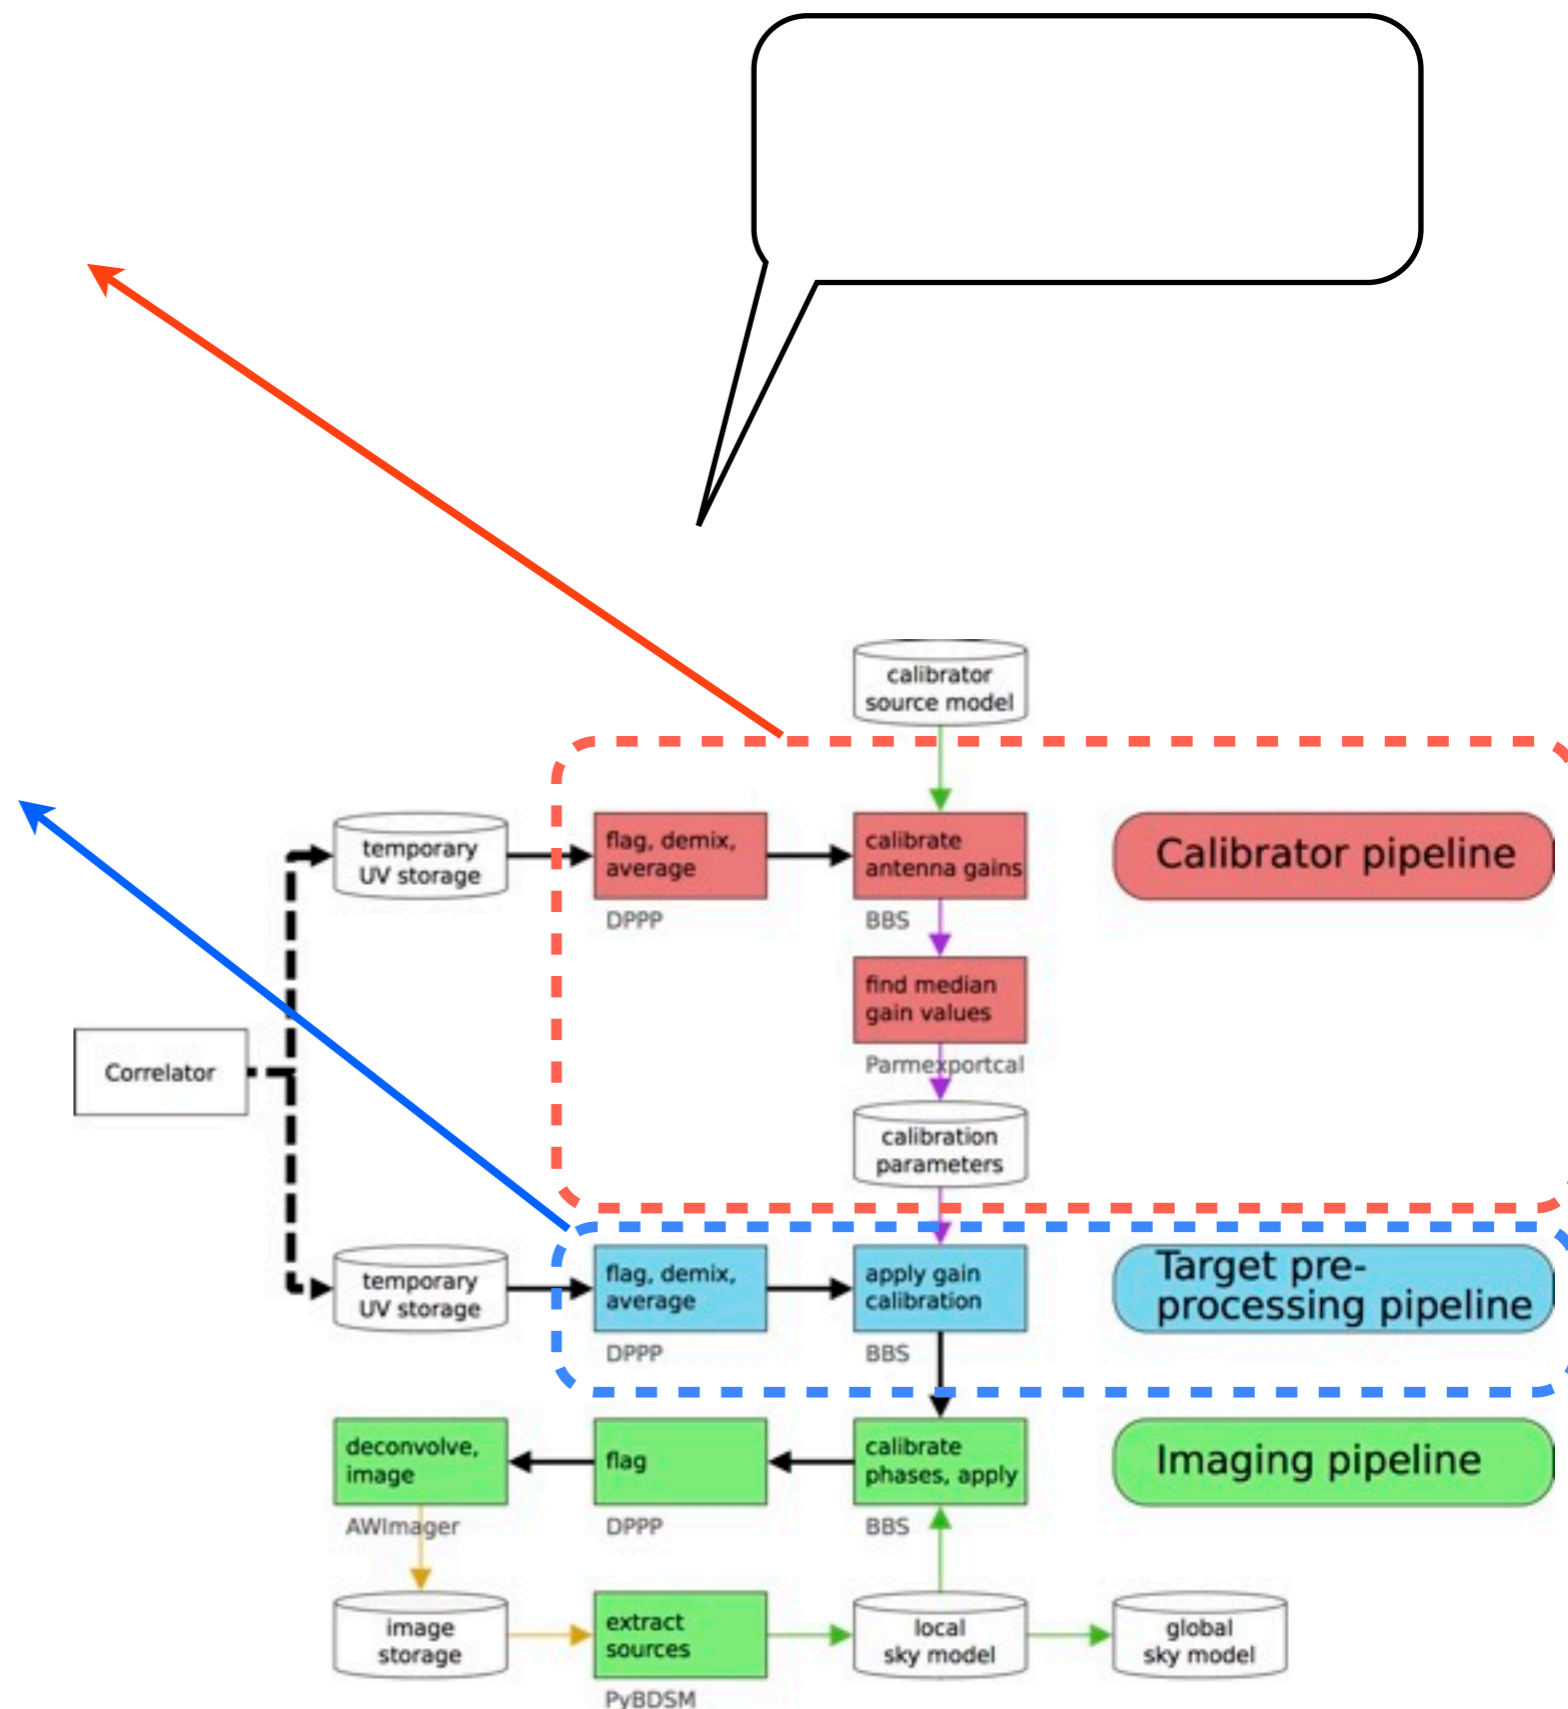 calibrator
source model
temporary
UV storage
flag, demix,
average
DPPP
calibrate
antenna gains
BBS
Calibrator pipeline
find median
gain values
Parmexportcal
Correlator
calibration
parameters
temporary
UV storage
flag, demix,
average
DPPP
apply gain
calibration
BBS
Target pre-
processing pipeline
deconvolve,
image
AWImager
flag
DPPP
calibrate
phases, apply
BBS
Imaging pipeline
image
storage
extract
sources
PyBDSM
local
sky model
global
sky model